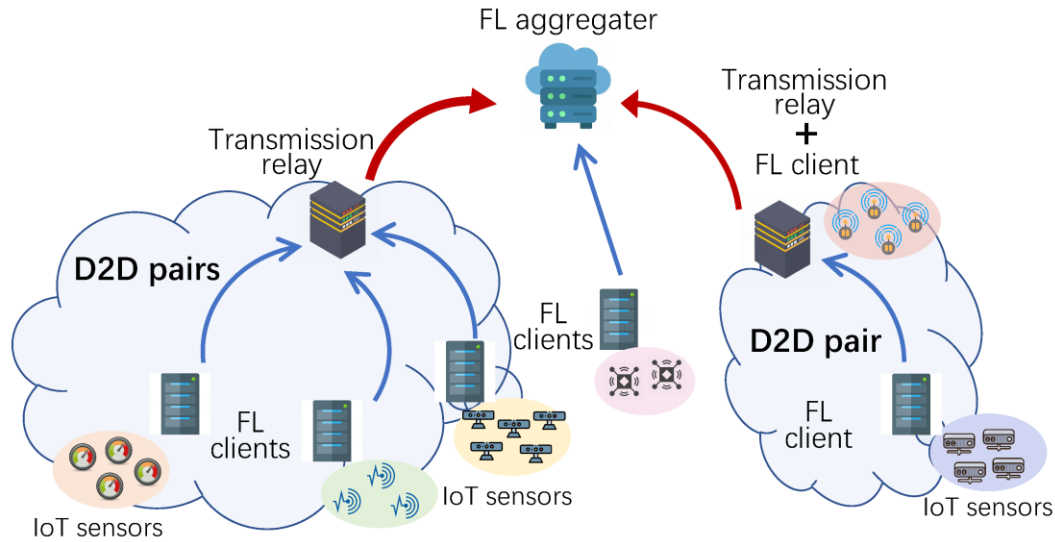 FL aggregater
Transmission
relay
Transmission
relay
+
FL client
D2D pairs
FL
clients
IoT sensors
IoT sensors
FL
clients
D2D pair
FL
client
IoT sensors